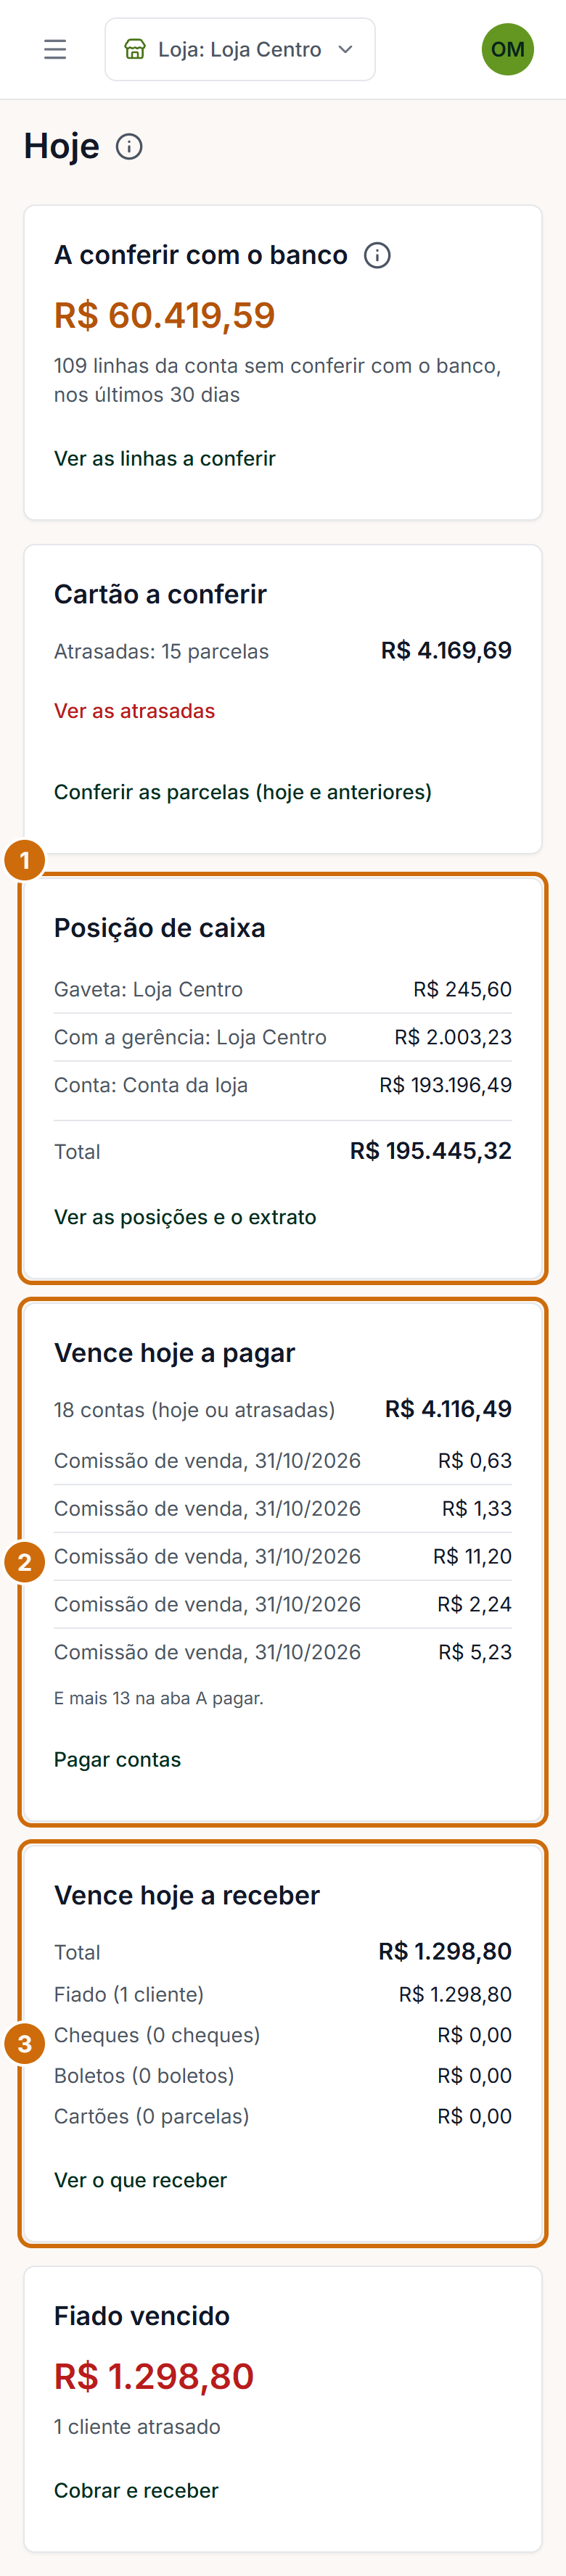 Loja: Loja Centro
OM
Hoje
A conferir com o banco
R$ 60.419,59
109 linhas da conta sem conferir com o banco,
nos últimos 30 dias
Ver as linhas a conferir
Cartão a conferir
Atrasadas: 15 parcelas R$ 4.169,69
Ver as atrasadas
Conferir as parcelas (hoje e anteriores)
1
Posição de caixa
Gaveta: Loja Centro R$ 245,60
Com a gerência: Loja Centro R$ 2.003,23
Conta: Conta da loja R$ 193.196,49
Total R$ 195.445,32
Ver as posições e o extrato
Vence hoje a pagar
18 contas (hoje ou atrasadas) R$ 4.116,49
Comissão de venda, 31/10/2026 R$ 0,63
Comissão de venda, 31/10/2026 R$ 1,33
2
Comissão de venda, 31/10/2026 R$ 11,20
Comissão de venda, 31/10/2026 R$ 2,24
Comissão de venda, 31/10/2026 R$ 5,23
E mais 13 na aba A pagar.
Pagar contas
Vence hoje a receber
Total R$ 1.298,80
Fiado (1 cliente) R$ 1.298,80
3
Cheques (0 cheques) R$ 0,00
Boletos (0 boletos) R$ 0,00
Cartões (0 parcelas) R$ 0,00
Ver o que receber
Fiado vencido
R$ 1.298,80
1 cliente atrasado
Cobrar e receber